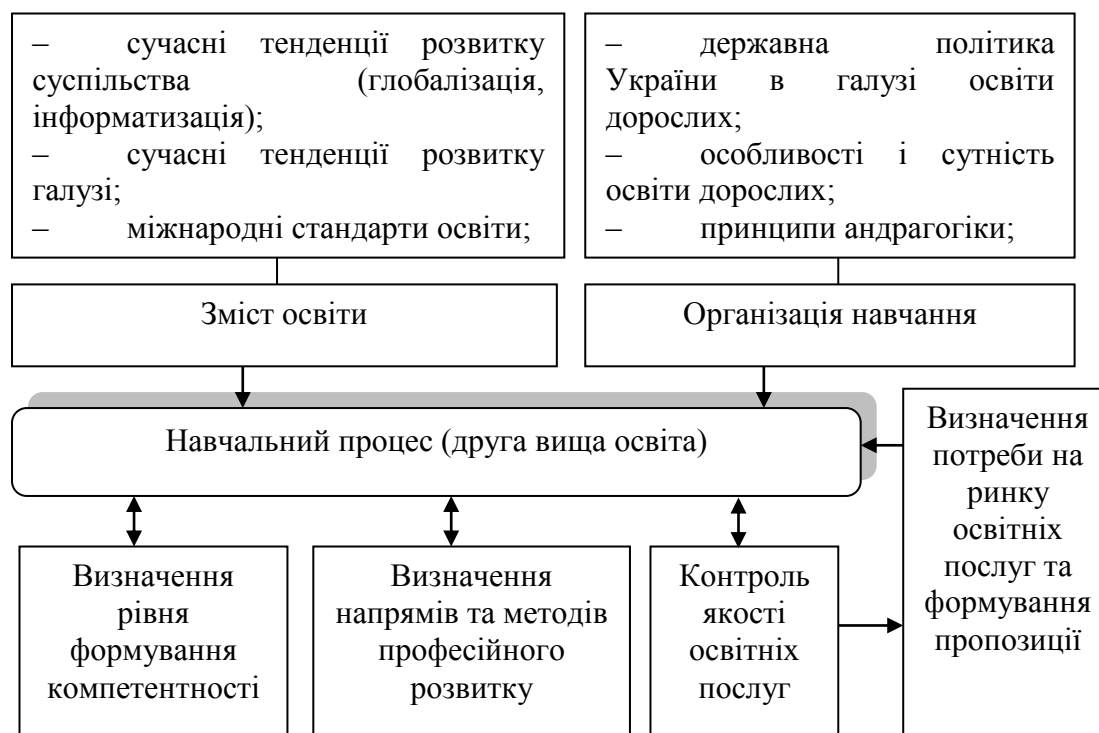 – сучасні тенденції розвитку
суспільства (глобалізація,
інформатизація);
– сучасні тенденції розвитку
галузі;
– міжнародні стандарти освіти;
– державна політика
України в галузі освіти
дорослих;
– особливості і сутність
освіти дорослих;
– принципи андрагогіки;
Зміст освіти
Організація навчання
Навчальний процес (друга вища освіта)
Визначення
потреби на
ринку
освітніх
послуг та
формування
пропозиції
Визначення
рівня
формування
компетентності
Визначення
напрямів та методів
професійного
розвитку
Контроль
якості
освітніх
послуг